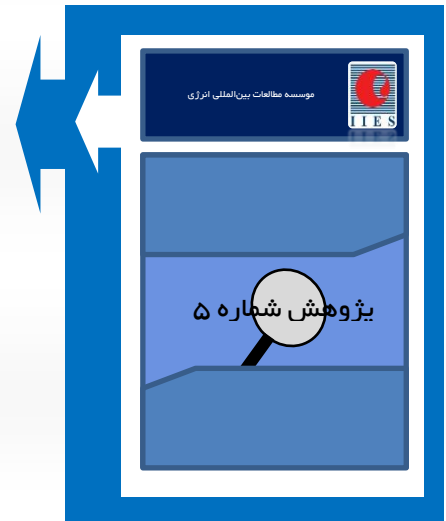 موسسه مطالعات بین‌المللی انرژی
IIES
پژوهش شماره ۵